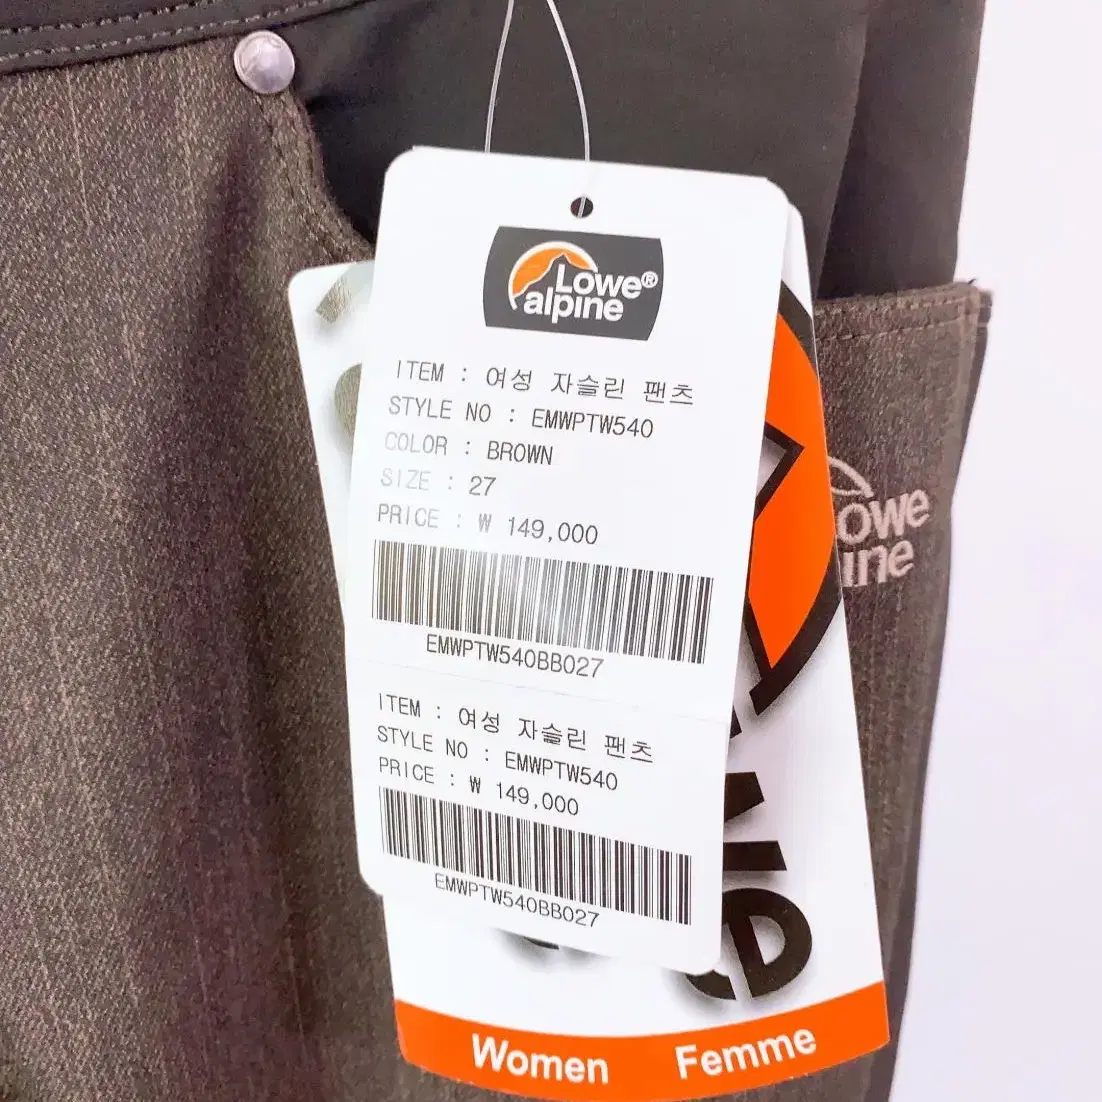 Lowe®
alpine
ITEM : 여성 자슬린 팬츠
STYLE NO : EMWPTW540
COLOR : BROWN
SIZE : 27
PRICE : ₩ 149,000
EMWPTW540BB027
ITEM : 여성 자슬린 팬츠
STYLE NO : EMWPTW540
PRICE : ₩ 149,000
EMWPTW540BB027
Lowe
alpine
Women Femme